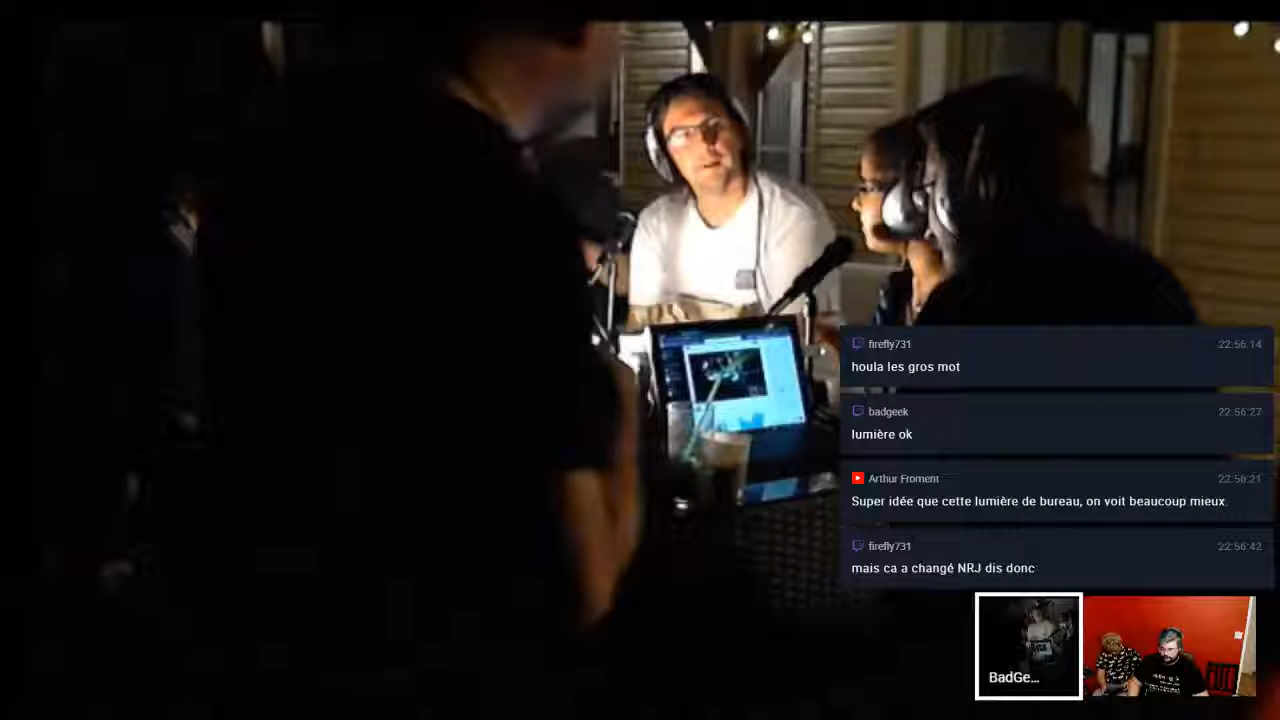 firefly731 22:56:14
houla les gros mot
badgeek 22:56:27
lumière ok
Arthur Froment 22:56:21
Super idée que cette lumière de bureau, on voit beaucoup mieux.
firefly731 22:56:42
mais ca a changé NRJ dis donc
BadGe...